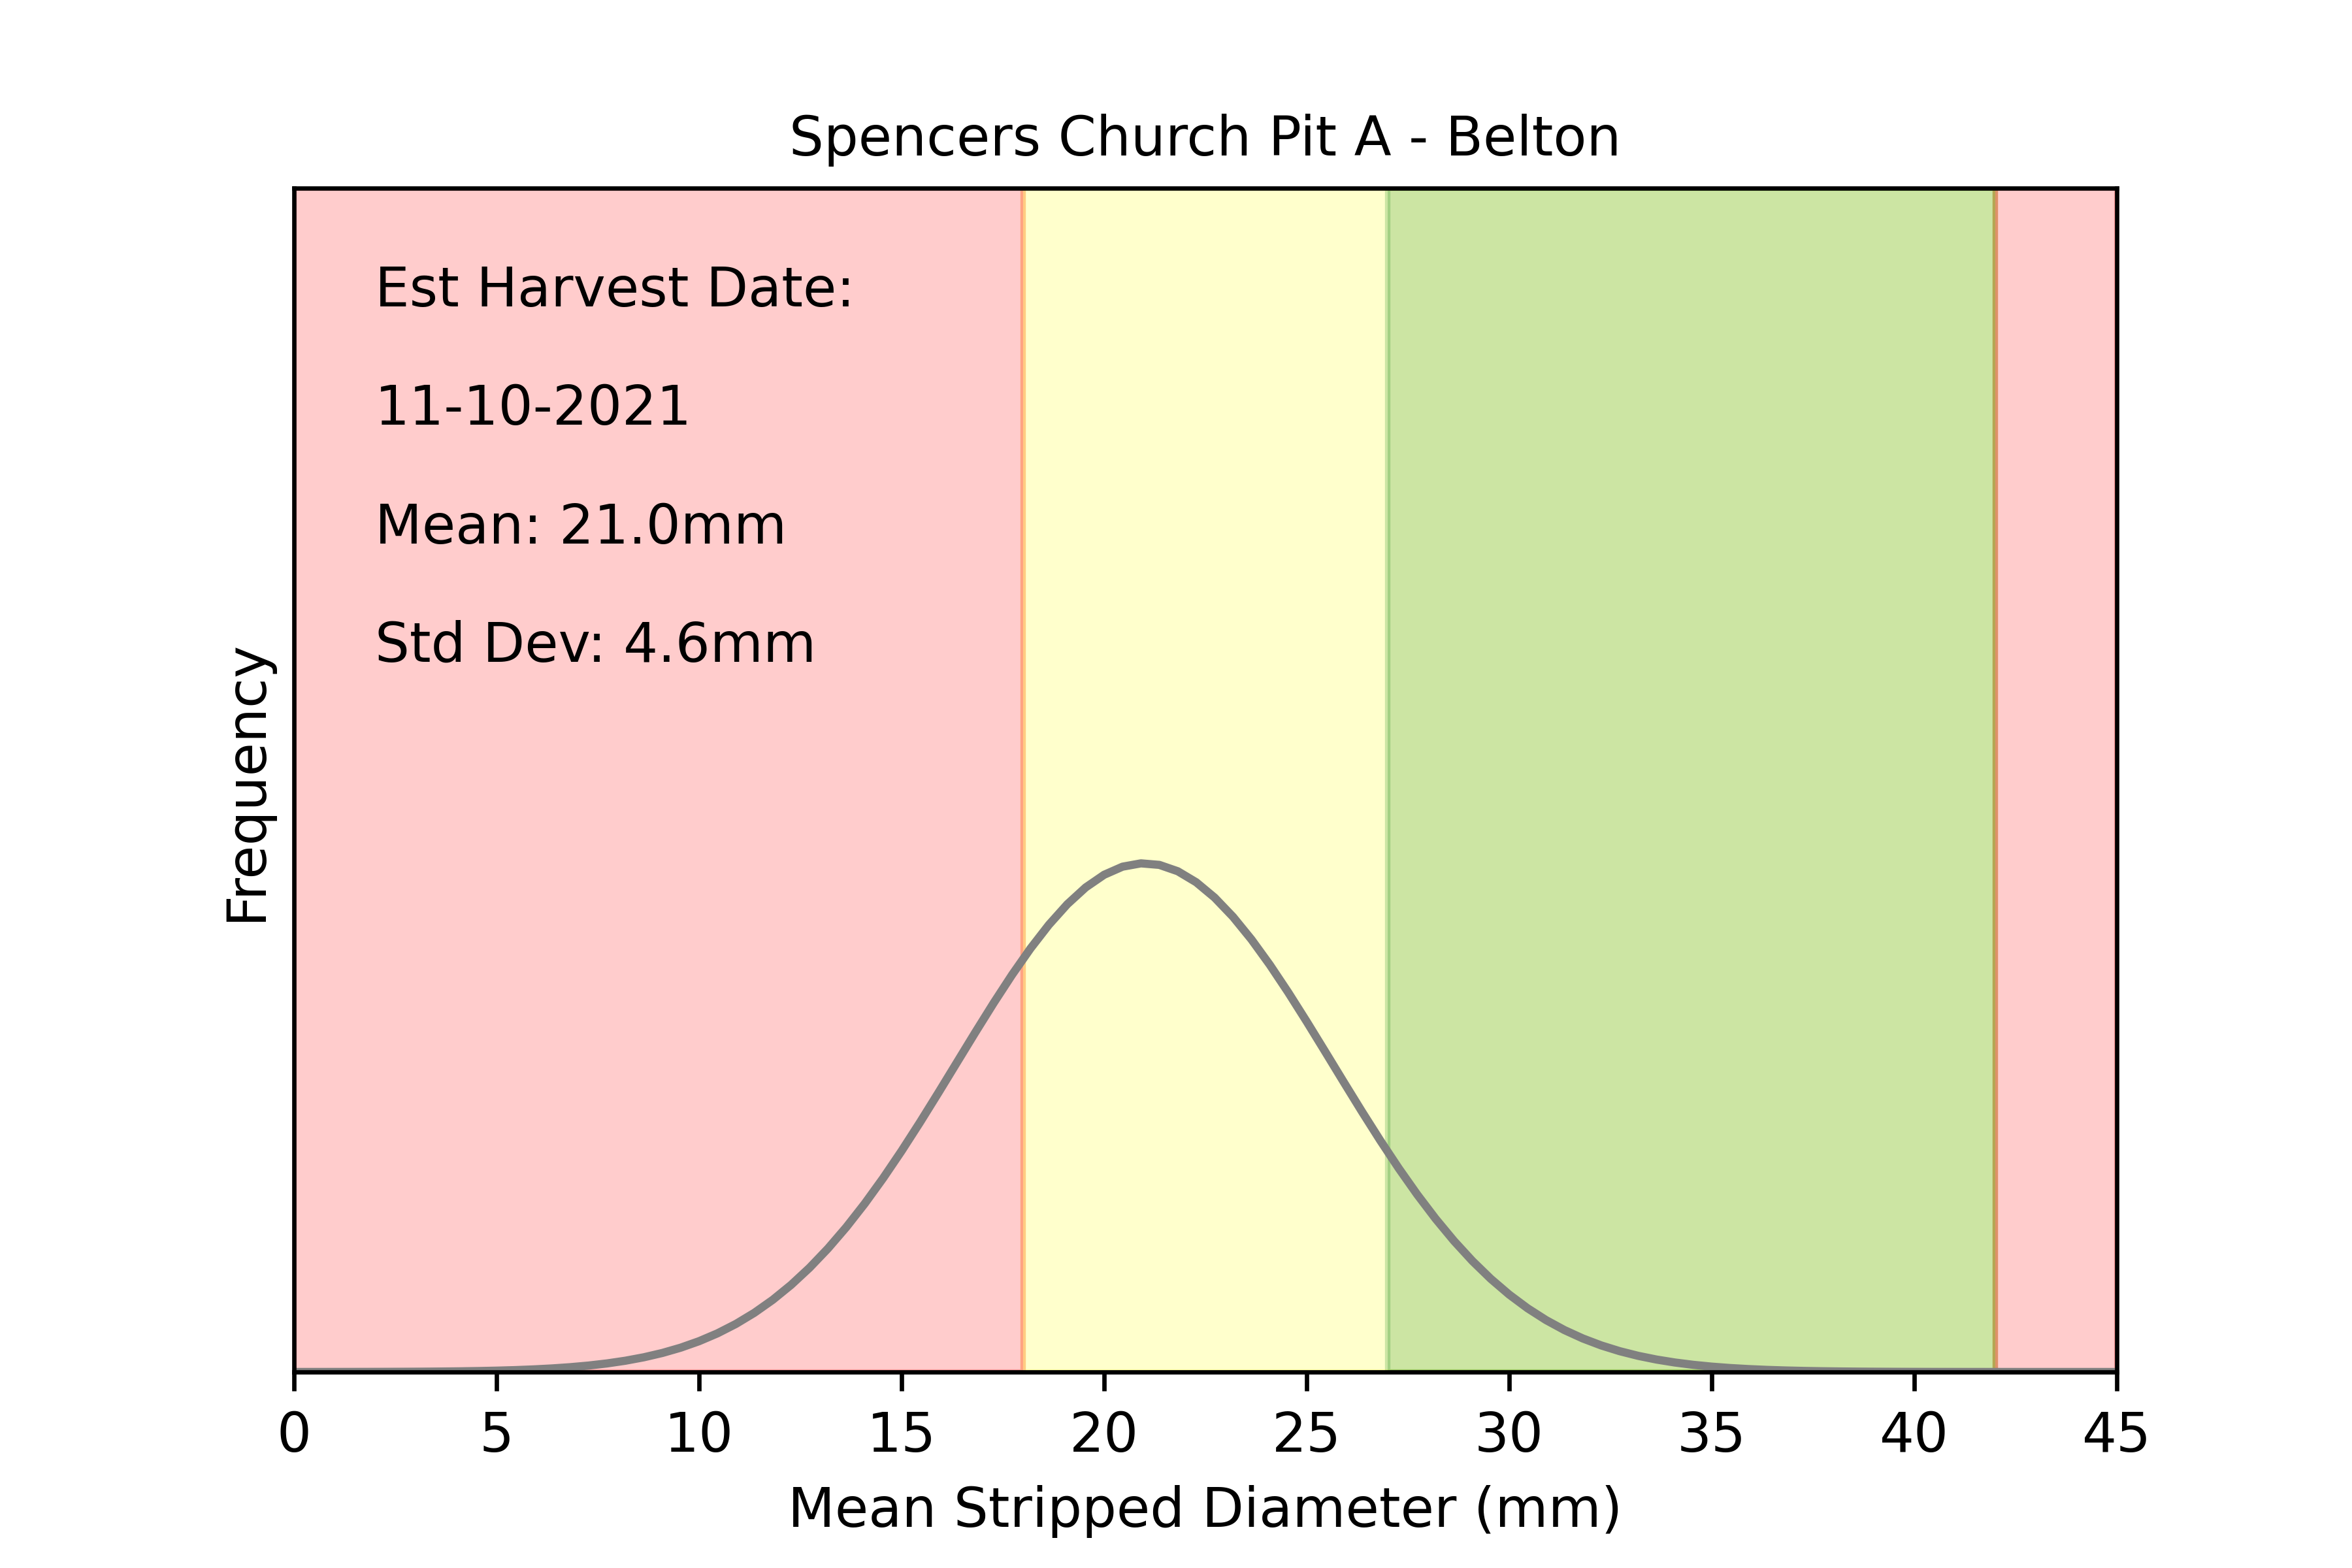 Spencers Church Pit A - Belton
Est Harvest Date:
11-10-2021
Mean: 21.0mm
Std Dev: 4.6mm
Frequency
0 5 10 15 20 25 30 35 40 45
Mean Stripped Diameter (mm)